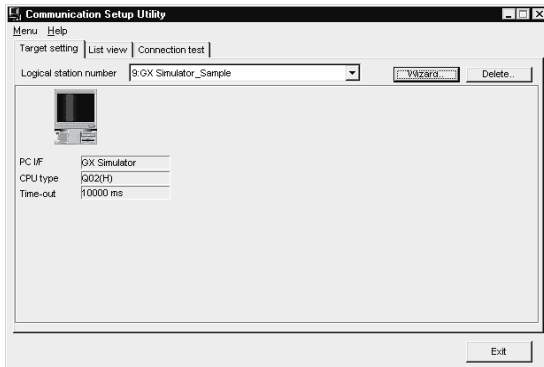 Communication Setup Utility
Menu Help
Target setting List view Connection test
Logical station number 9:GX Simulator_Sample Wizard.. Delete..
PC I/F GX Simulator
CPU type Q02(H)
Time-out 10000 ms
Exit